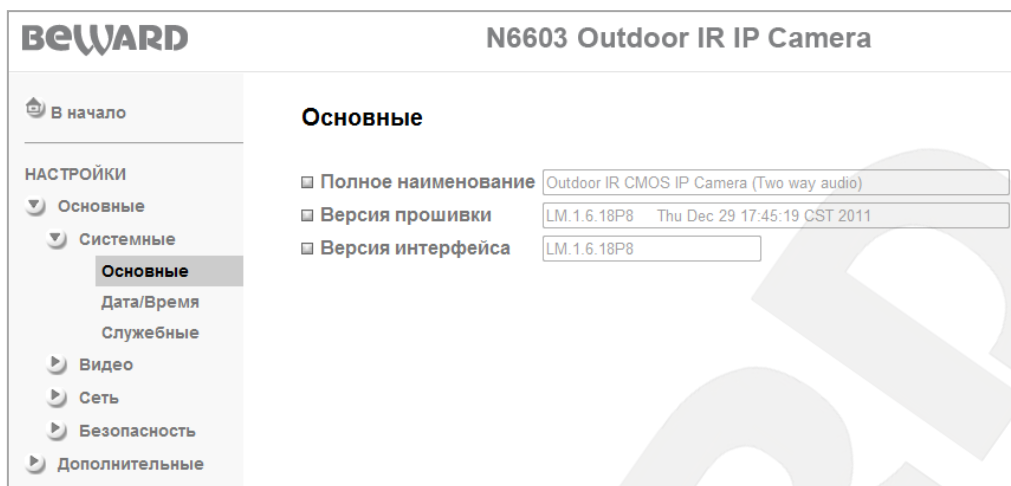 BEWARD
N6603 Outdoor IR IP Camera
В начало
НАСТРОЙКИ
Основные
Системные
Основные
Дата/Время
Служебные
Видео
Сеть
Безопасность
Дополнительные
Основные
Полное наименование Outdoor IR CMOS IP Camera (Two way audio)
Версия прошивки LM.1.6.18P8 Thu Dec 29 17:45:19 CST 2011
Версия интерфейса LM.1.6.18P8